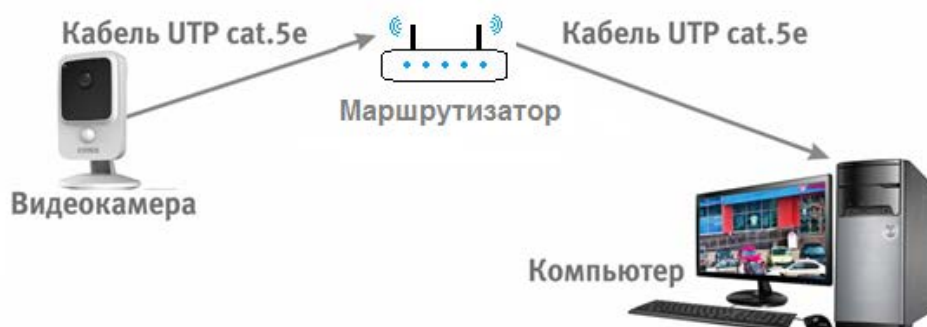 Кабель UTP cat.5e
Кабель UTP cat.5e
Маршрутизатор
Видеокамера
Компьютер